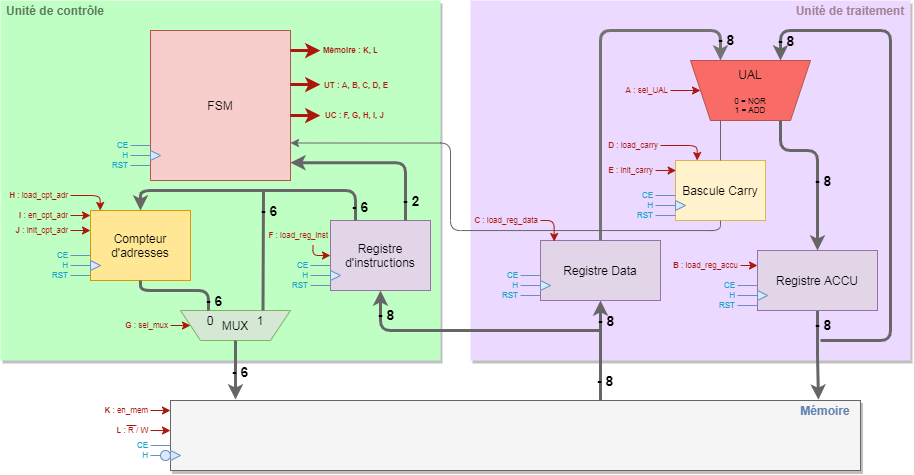 Unité de contrôle
Unité de traitement
FSM
Mémoire : K, L
UT : A, B, C, D, E
UC : F, G, H, I, J
CE
H
RST
8
8
UAL
0 = NOR
1 = ADD
A : sel_UAL
D : load_carry
E : init_carry
Bascule Carry
CE
H
RST
8
2
6
6
H : load_cpt_adr
I : en_cpt_adr
J : init_cpt_adr
Compteur
d'adresses
CE
H
RST
F : load_reg_inst
Registre
d'instructions
CE
H
RST
C : load_reg_data
Registre Data
CE
H
RST
B : load_reg_accu
Registre ACCU
CE
H
RST
6
G : sel_mux
0 MUX 1
8
8
8
6
8
K : en_mem
L : R / W
CE
H
Mémoire